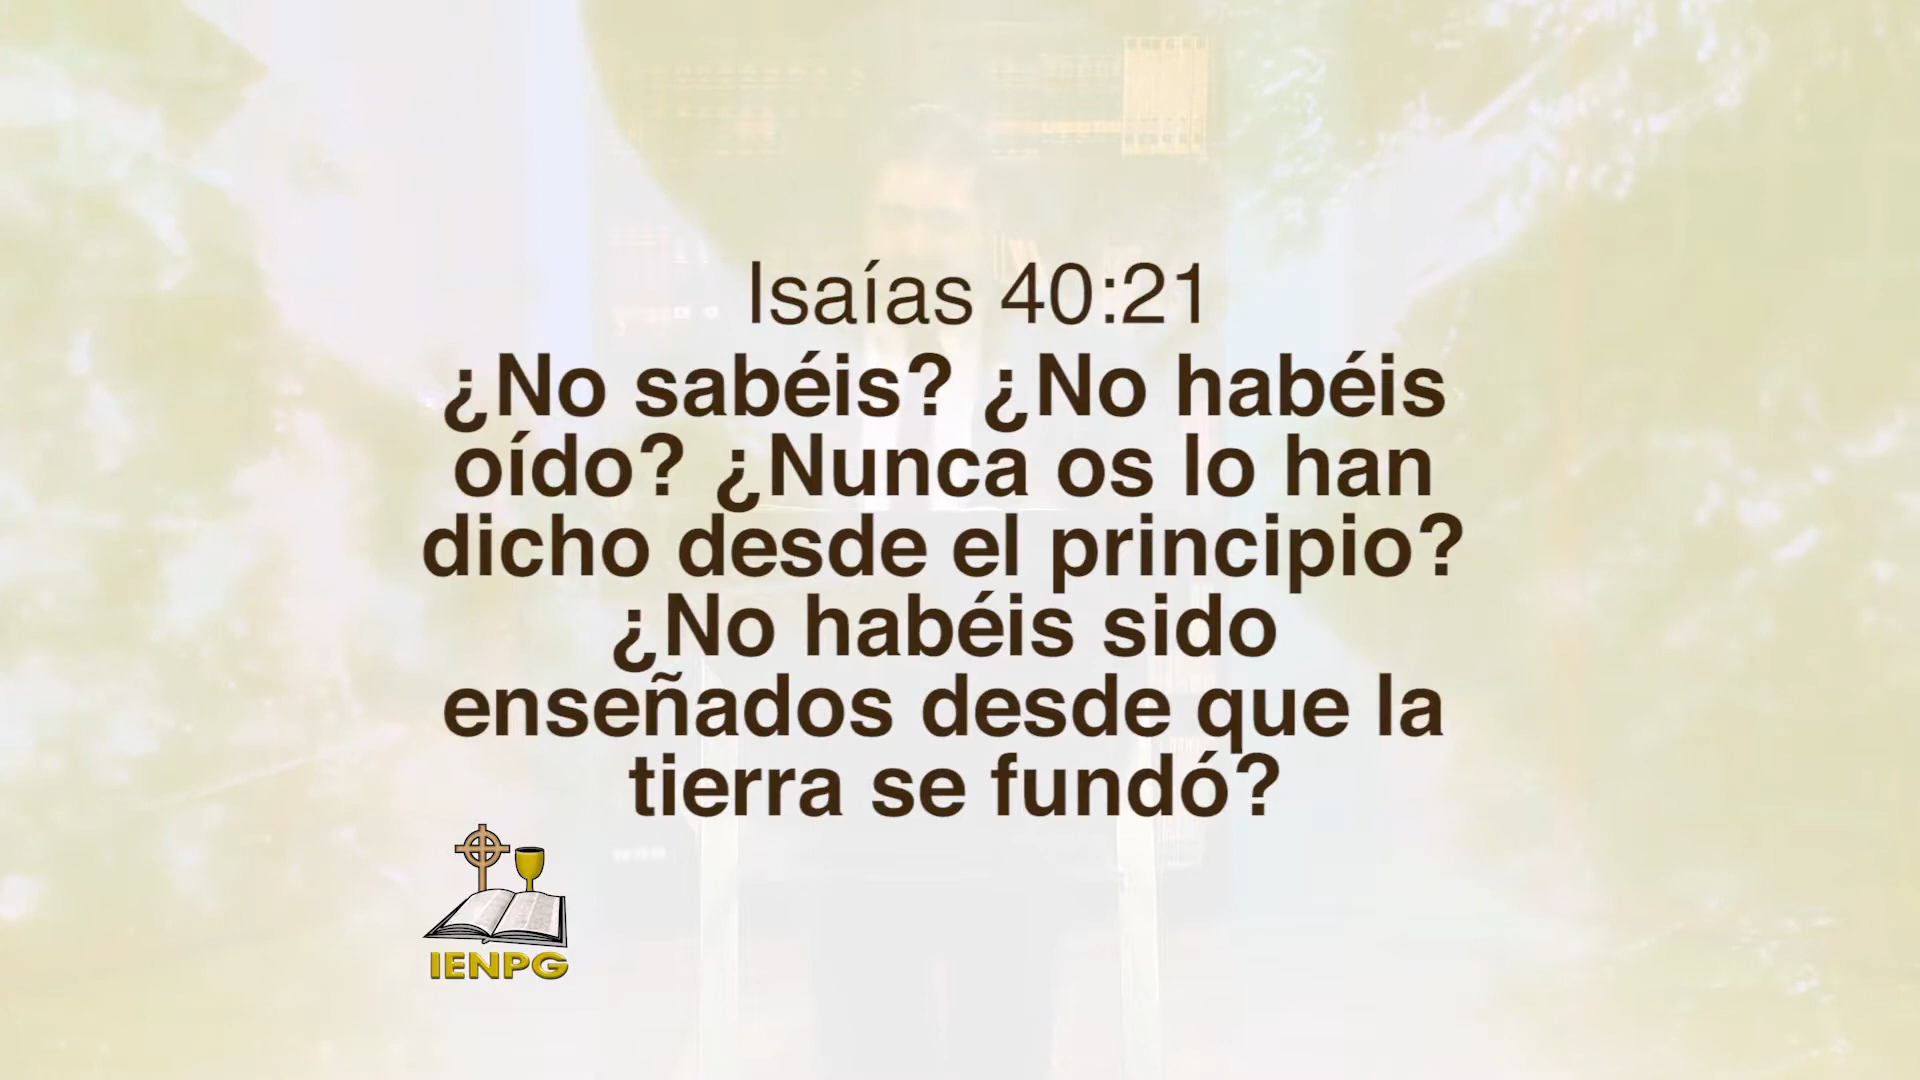 Isaías 40:21
¿No sabéis? ¿No habéis
oído? ¿Nunca os lo han
dicho desde el principio?
¿No habéis sido
enseñados desde que la
tierra se fundó?
IENPG